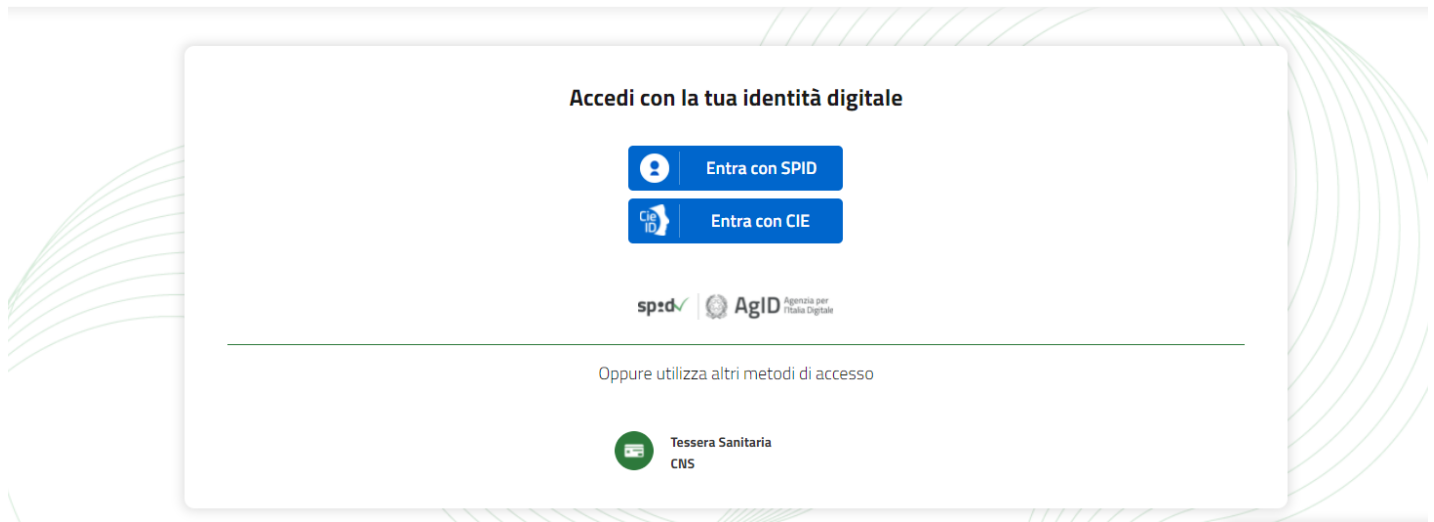 Accedi con la tua identità digitale
Entra con SPID
Cie
ID
Entra con CIE
spid
AgID
Agenzia per
l'Italia Digitale
Oppure utilizza altri metodi di accesso
Tessera Sanitaria
CNS